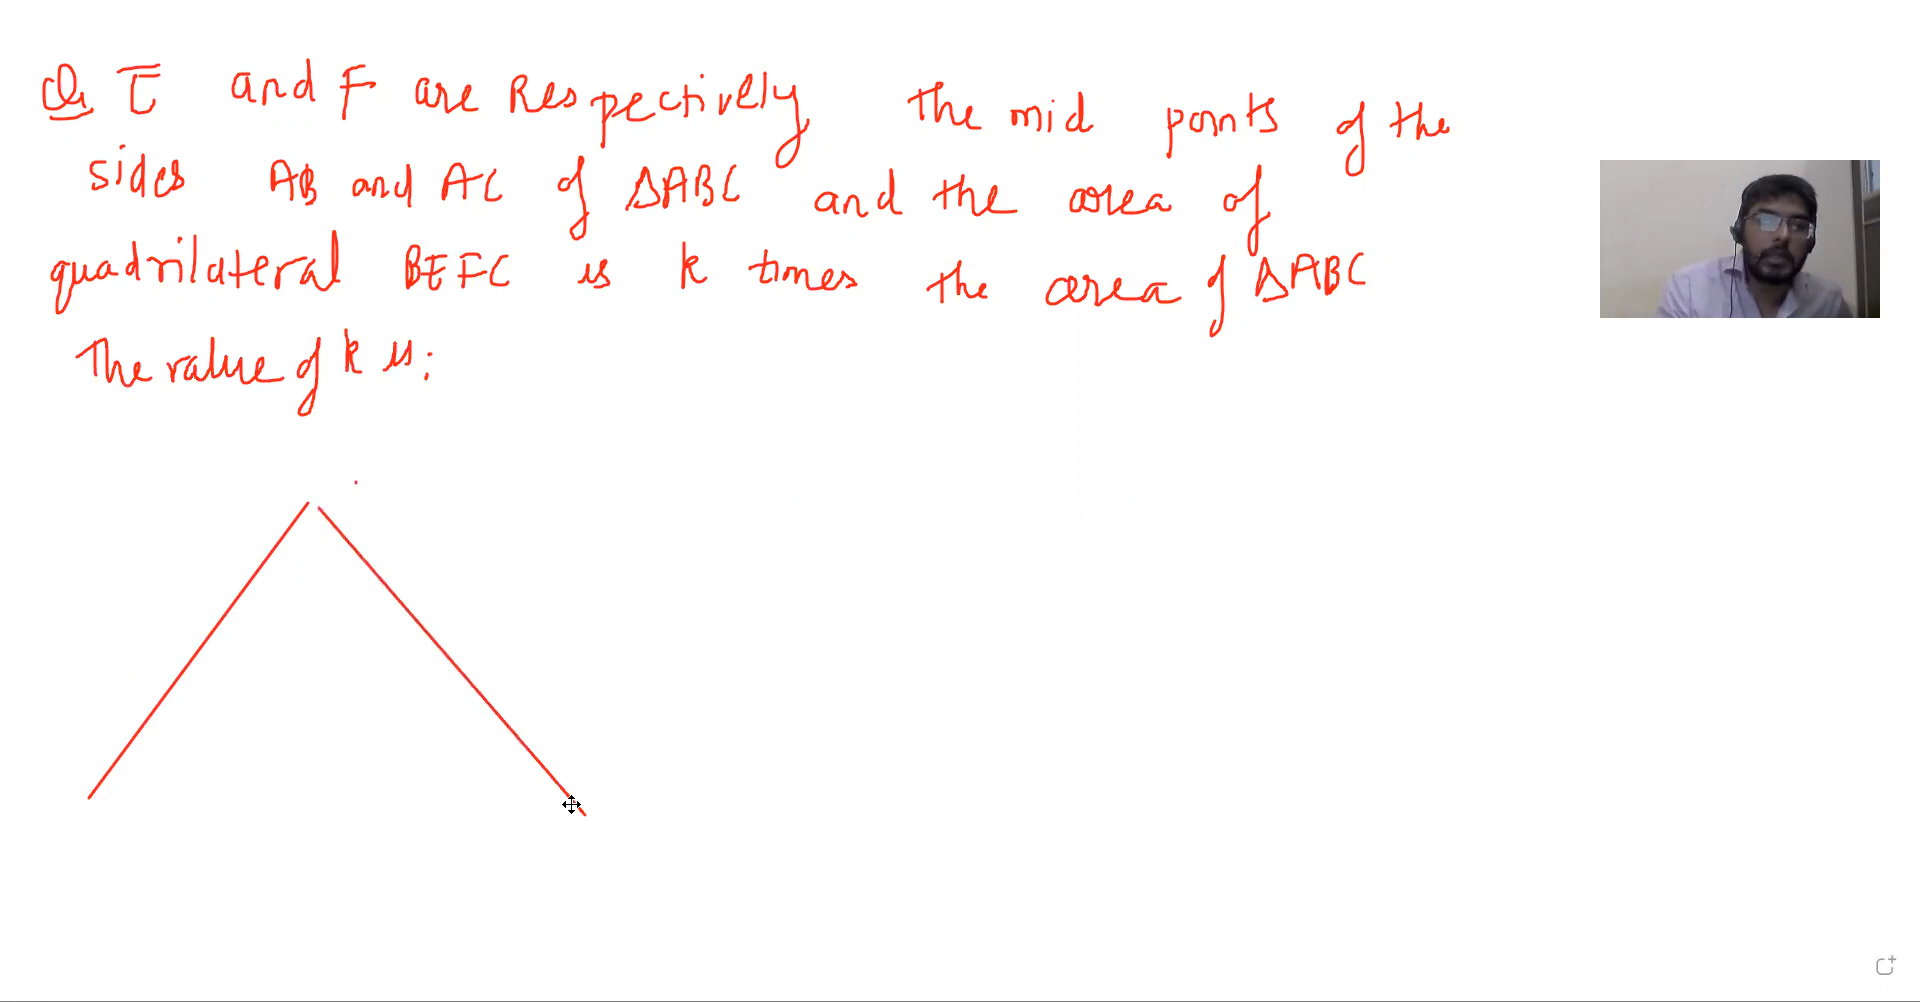 Q. E and F are Respectively the mid points of the
sides AB and AC of ΔABC and the area of
quadrilateral BEFC is k times the area of ΔABC
The value of k is: